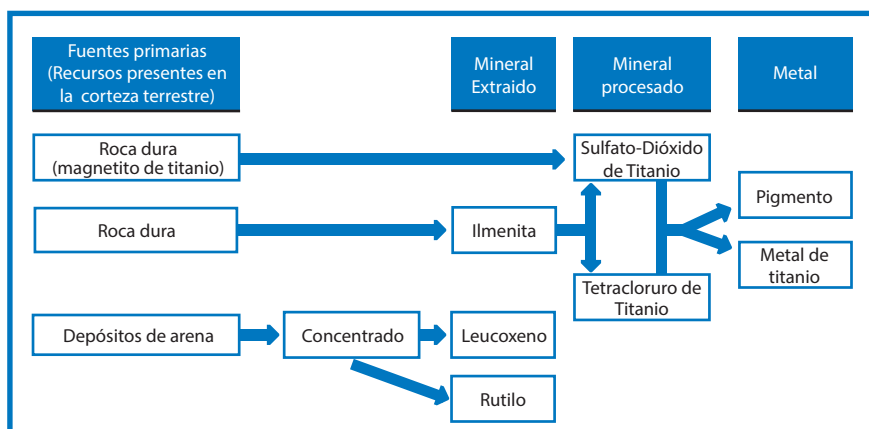 Fuentes primarias
(Recursos presentes en
la corteza terrestre)
Mineral
Extraido
Mineral
procesado
Metal
Roca dura
(magnetito de titanio)
Sulfato-Dióxido
de Titanio
Pigmento
Roca dura
Ilmenita
Metal de
titanio
Tetracloruro de
Titanio
Depósitos de arena
Concentrado
Leucoxeno
Rutilo